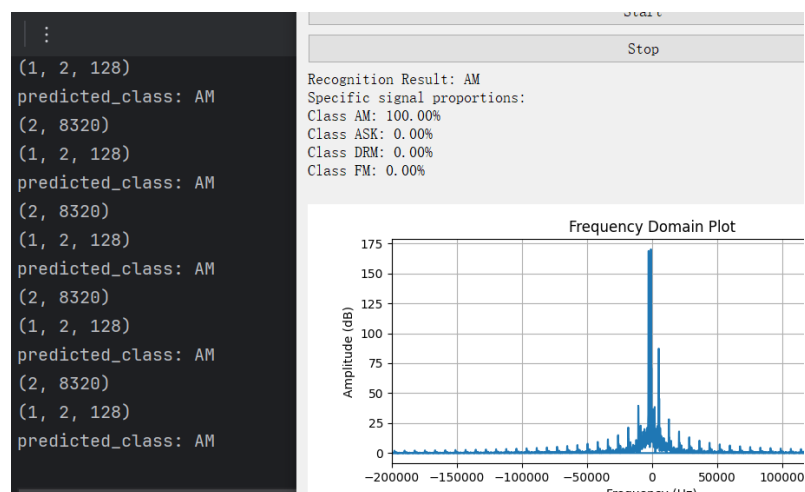 (1, 2, 128)
predicted_class: AM
(2, 8320)
(1, 2, 128)
predicted_class: AM
(2, 8320)
(1, 2, 128)
predicted_class: AM
(2, 8320)
(1, 2, 128)
predicted_class: AM
(2, 8320)
(1, 2, 128)
predicted_class: AM
Start
Stop
Recognition Result: AM
Specific signal proportions:
Class AM: 100.00%
Class ASK: 0.00%
Class DRM: 0.00%
Class FM: 0.00%
Frequency Domain Plot
Amplitude (dB)
175
150
125
100
75
50
25
0
−200000 −150000 −100000 −50000 0 50000 100000
Frequency (Hz)